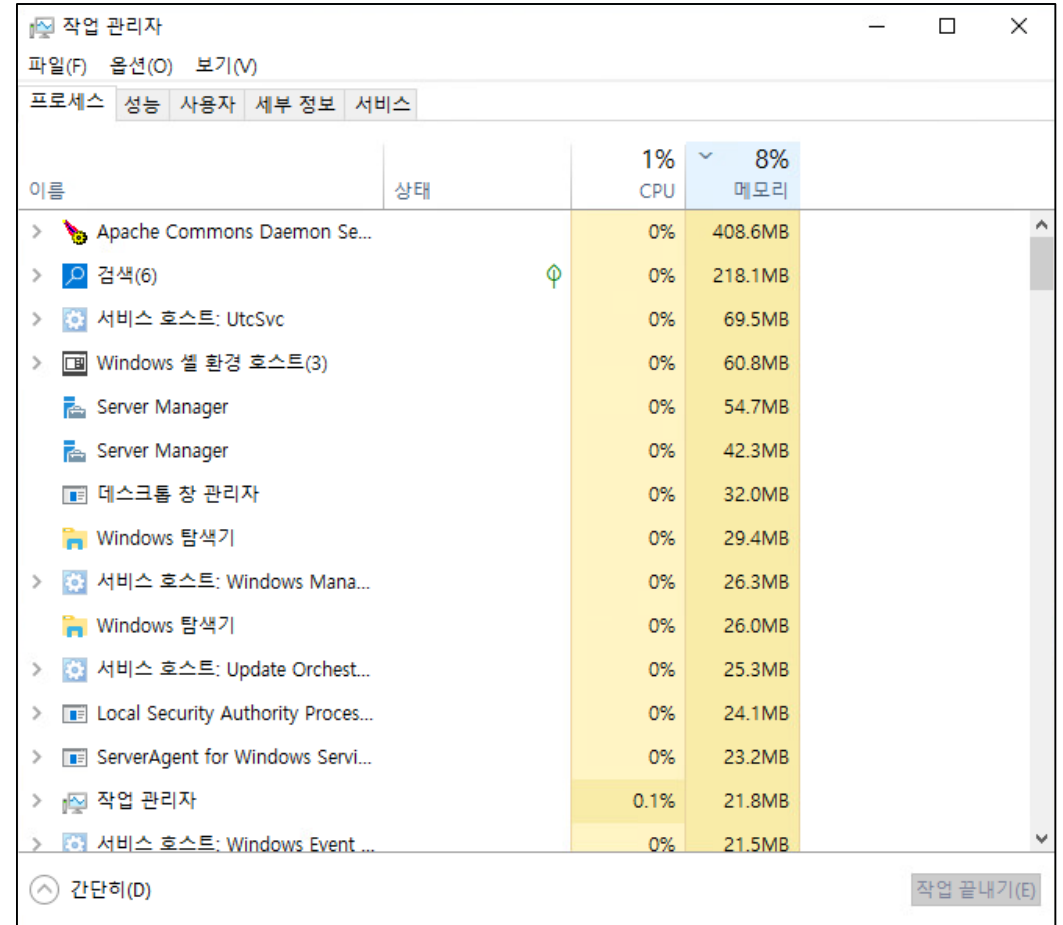 작업 관리자
파일(F) 옵션(O) 보기(V)
프로세스 성능 사용자 세부 정보 서비스
1% 8%
이름 상태 CPU 메모리
Apache Commons Daemon Se... 0% 408.6MB
검색(6) 0% 218.1MB
서비스 호스트: UtcSvc 0% 69.5MB
Windows 셸 환경 호스트(3) 0% 60.8MB
Server Manager 0% 54.7MB
Server Manager 0% 42.3MB
데스크톱 창 관리자 0% 32.0MB
Windows 탐색기 0% 29.4MB
서비스 호스트: Windows Mana... 0% 26.3MB
Windows 탐색기 0% 26.0MB
서비스 호스트: Update Orchest... 0% 25.3MB
Local Security Authority Proces... 0% 24.1MB
ServerAgent for Windows Servi... 0% 23.2MB
작업 관리자 0.1% 21.8MB
서비스 호스트: Windows Event ... 0% 21.5MB
간단히(D) 작업 끝내기(E)